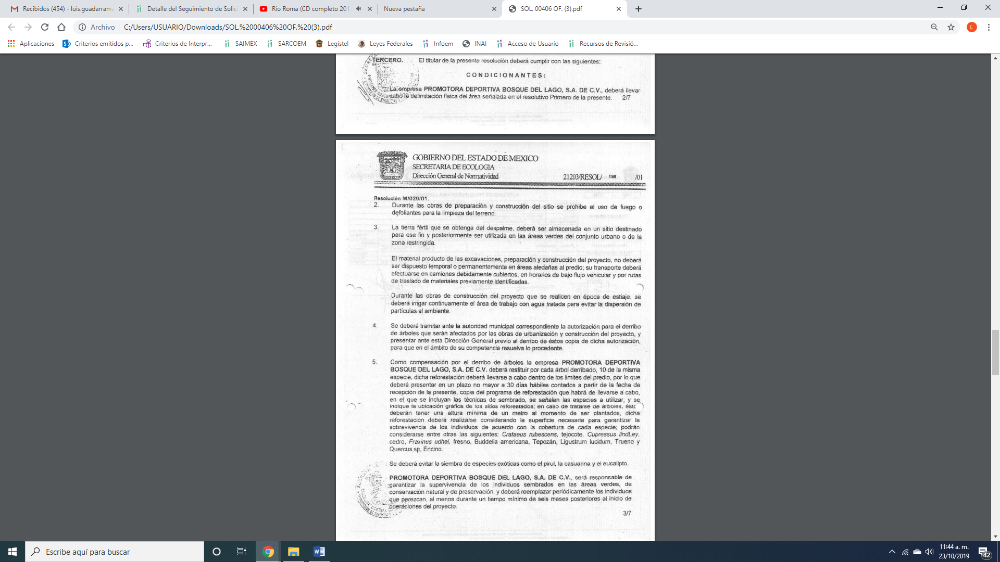 Recibidos (454) - luis.guadarrama
Detalle del Seguimiento de Solici
Rio Roma (CD completo 201
Nueva pestaña
SOL. 00406 OF. (3).pdf
Archivo
C:/Users/USUARIO/Downloads/SOL.%2000406%20OF.%20(3).pdf
L
Aplicaciones
Criterios emitidos p...
Criterios de Interpr...
SAIMEX
SARCOEM
Legistel
Leyes Federales
Infoem
INAI
Acceso de Usuario
Recursos de Revisió...
TERCERO. El titular de la presente resolución deberá cumplir con las siguientes:
CONDICIONANTES:
La empresa PROMOTORA DEPORTIVA BOSQUE DEL LAGO, S.A. DE C.V., deberá llevar
cabo la delimitación física del área señalada en el resolutivo Primero de la presente. 2/7
GOBIERNO DEL ESTADO DE MEXICO
SECRETARIA DE ECOLOGIA
Dirección General de Normatividad 21203/RESOL/ 188 /01
Resolución M/020/01.
2. Durante las obras de preparación y construcción del sitio se prohibe el uso de fuego o
defoliantes para la limpieza del terreno.
3. La tierra fértil que se obtenga del despalme, deberá ser almacenada en un sitio destinado
para ese fin y posteriormente ser utilizada en las áreas verdes del conjunto urbano o de la
zona restringida.
El material producto de las excavaciones, preparación y construcción del proyecto, no deberá
ser dispuesto temporal o permanentemente en áreas aledañas al predio; su transporte deberá
efectuarse en camiones debidamente cubiertos, en horarios de bajo flujo vehicular y por rutas
de traslado de materiales previamente identificadas.
Durante las obras de construcción del proyecto que se realicen en época de estiaje, se
deberá irrigar continuamente el área de trabajo con agua tratada para evitar la dispersión de
partículas al ambiente.
4. Se deberá tramitar ante la autoridad municipal correspondiente la autorización para el derribo
de árboles que serán afectados por las obras de urbanización y construcción del proyecto, y
presentar ante esta Dirección General previo al derribo de éstos copia de dicha autorización,
para que en el ámbito de su competencia resuelva lo procedente.
5. Como compensación por el derribo de árboles la empresa PROMOTORA DEPORTIVA
BOSQUE DEL LAGO, S.A. DE C.V. deberá restituir por cada árbol derribado, 10 de la misma
especie, dicha reforestación deberá llevarse a cabo dentro de los limites del predio, por lo que
deberá presentar en un plazo no mayor a 30 días hábiles contados a partir de la fecha de
recepción de la presente, copia del programa de reforestación que habrá de llevarse a cabo,
en el que se incluyan las técnicas de sembrado, se señalen las especies a utilizar; y se
indique la ubicación gráfica de los sitios reforestados; en caso de tratarse de árboles, ésto
deberán tener una altura mínima de un metro al momento de ser plantados, dicha
reforestación deberá realizarse considerando la superficie necesaria para garantizar la
sobrevivencia de los individuos de acuerdo con la cobertura de cada especie; podrán
considerarse entre otras las siguientes: Crataeus rubescens, tejocote, Cupressus lindLey,
cedro, Fraxinus udhei, fresno, Buddelia americana, Tepozán, Ligustrum lucidum, Trueno y
Quercus sp, Encino.
Se deberá evitar la siembra de especies exóticas como el pirul, la casuarina y el eucalipto.
PROMOTORA DEPORTIVA BOSQUE DEL LAGO, S.A. DE C.V., será responsable de
garantizar la supervivencia de los individuos sembrados en las áreas verdes, de
conservación natural y de preservación, y deberá reemplazar periódicamente los individuos
que perezcan, al menos durante un tiempo mínimo de seis meses posteriores al inicio de
operaciones del proyecto.
3/7
Escribe aquí para buscar
11:44 a. m.
23/10/2019
42